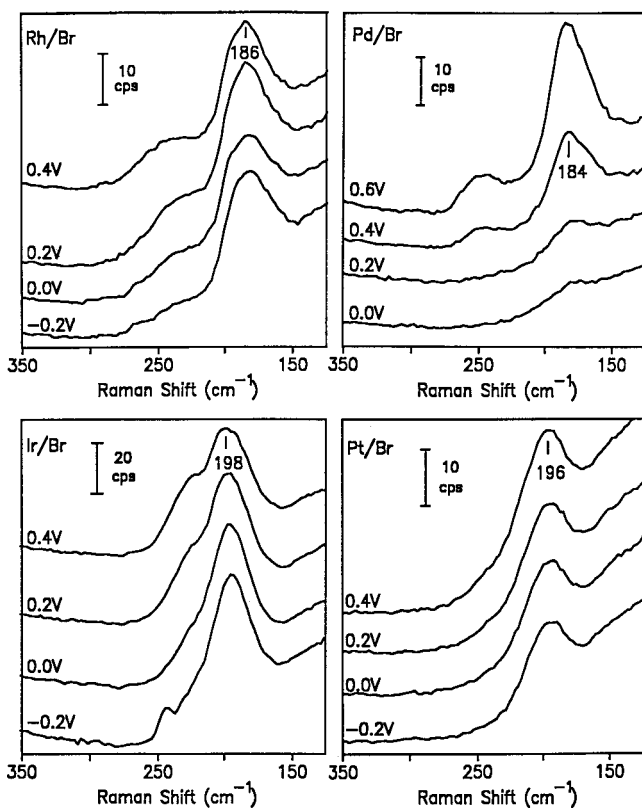 Rh/Br
10
cps
186
0.4V
0.2V
0.0V
−0.2V
350
250
150
Raman Shift (cm⁻¹)
Pd/Br
10
cps
184
0.6V
0.4V
0.2V
0.0V
350
250
150
Raman Shift (cm⁻¹)
Ir/Br
20
cps
198
0.4V
0.2V
0.0V
−0.2V
350
250
150
Raman Shift (cm⁻¹)
Pt/Br
10
cps
196
0.4V
0.2V
0.0V
−0.2V
350
250
150
Raman Shift (cm⁻¹)